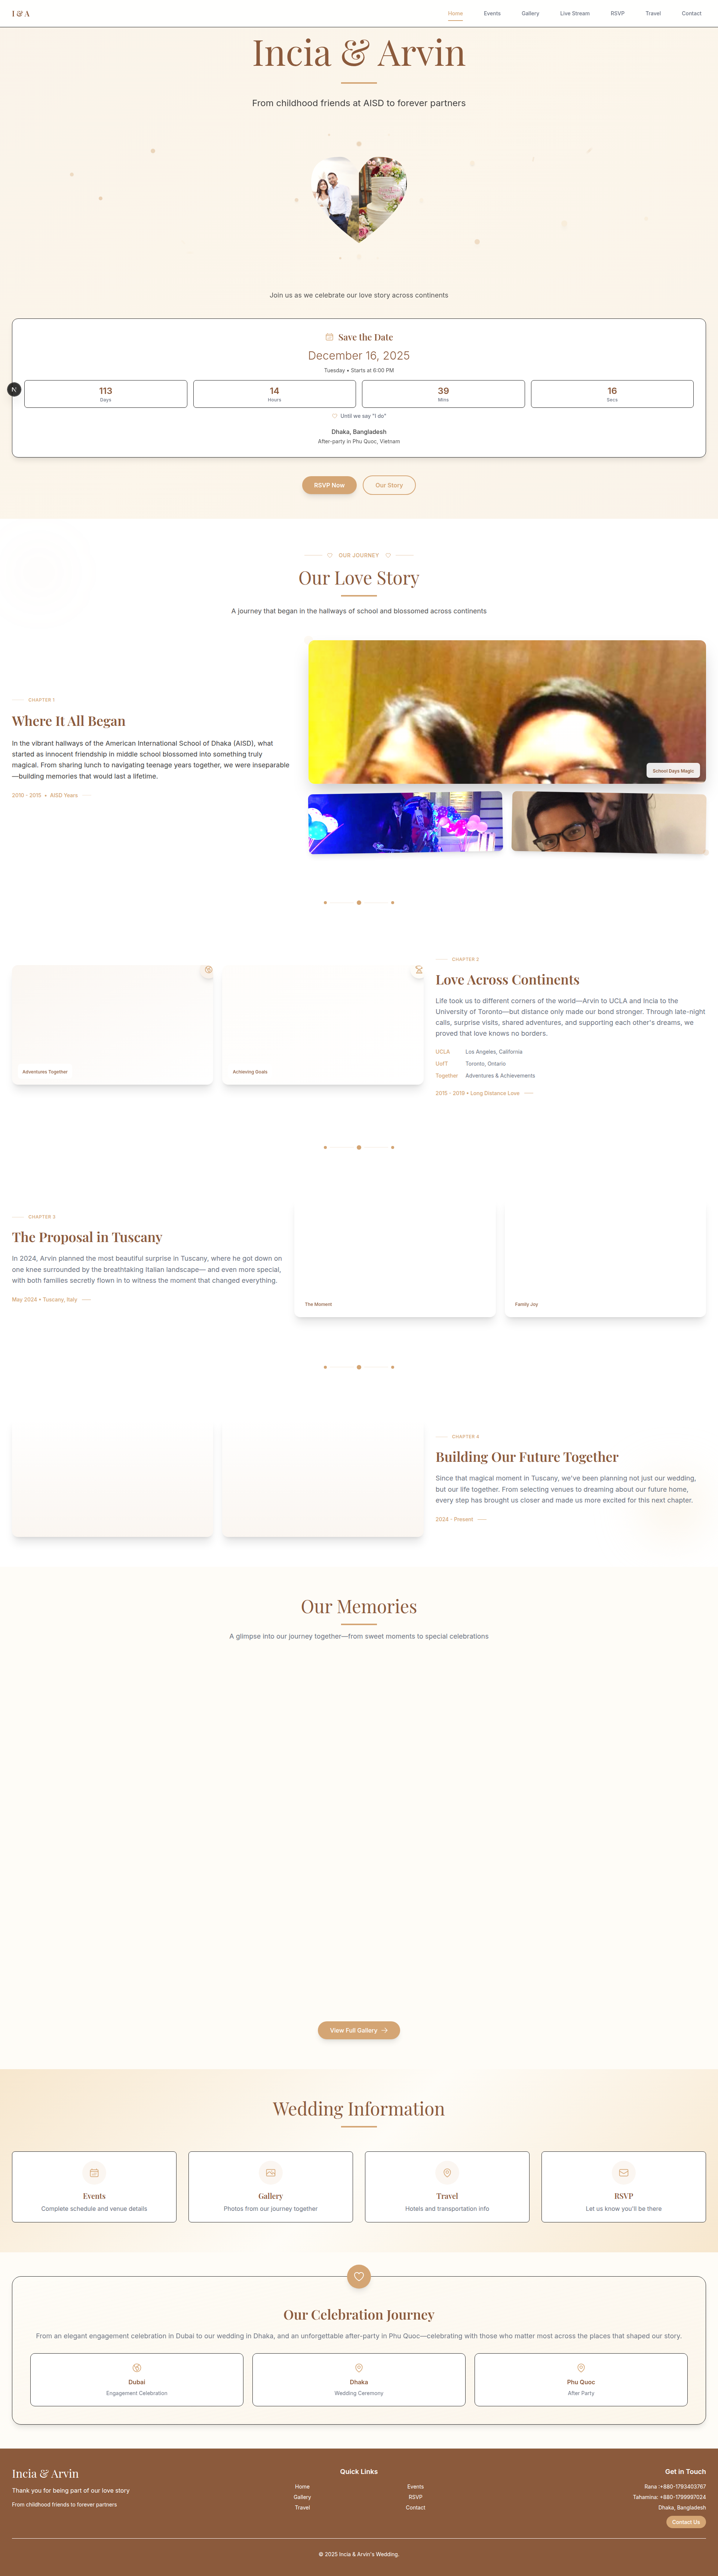 I & A
Home
Events
Gallery
Live Stream
RSVP
Travel
Contact
Incia & Arvin
From childhood friends at AISD to forever partners
Join us as we celebrate our love story across continents
Save the Date
December 16, 2025
Tuesday • Starts at 6:00 PM
N
113
Days
14
Hours
39
Mins
16
Secs
Until we say "I do"
Dhaka, Bangladesh
After-party in Phu Quoc, Vietnam
RSVP Now
Our Story
OUR JOURNEY
Our Love Story
A journey that began in the hallways of school and blossomed across continents
CHAPTER 1
Where It All Began
In the vibrant hallways of the American International School of Dhaka (AISD), what
started as innocent friendship in middle school blossomed into something truly
magical. From sharing lunch to navigating teenage years together, we were inseparable
—building memories that would last a lifetime.
2010 - 2015 • AISD Years
School Days Magic
Adventures Together
Achieving Goals
CHAPTER 2
Love Across Continents
Life took us to different corners of the world—Arvin to UCLA and Incia to the
University of Toronto—but distance only made our bond stronger. Through late-night
calls, surprise visits, shared adventures, and supporting each other's dreams, we
proved that love knows no borders.
UCLA Los Angeles, California
UofT Toronto, Ontario
Together Adventures & Achievements
2015 - 2019 • Long Distance Love
CHAPTER 3
The Proposal in Tuscany
In 2024, Arvin planned the most beautiful surprise in Tuscany, where he got down on
one knee surrounded by the breathtaking Italian landscape— and even more special,
with both families secretly flown in to witness the moment that changed everything.
May 2024 • Tuscany, Italy
The Moment
Family Joy
CHAPTER 4
Building Our Future Together
Since that magical moment in Tuscany, we've been planning not just our wedding,
but our life together. From selecting venues to dreaming about our future home,
every step has brought us closer and made us more excited for this next chapter.
2024 - Present
Our Memories
A glimpse into our journey together—from sweet moments to special celebrations
View Full Gallery
Wedding Information
Events
Complete schedule and venue details
Gallery
Photos from our journey together
Travel
Hotels and transportation info
RSVP
Let us know you'll be there
Our Celebration Journey
From an elegant engagement celebration in Dubai to our wedding in Dhaka, and an unforgettable after-party in Phu Quoc—celebrating with those who matter most across the places that shaped our story.
Dubai
Engagement Celebration
Dhaka
Wedding Ceremony
Phu Quoc
After Party
Incia & Arvin
Thank you for being part of our love story
From childhood friends to forever partners
Quick Links
Home
Events
Gallery
RSVP
Travel
Contact
Get in Touch
Rana :+880-1793403767
Tahamina: +880-1799997024
Dhaka, Bangladesh
Contact Us
© 2025 Incia & Arvin's Wedding.